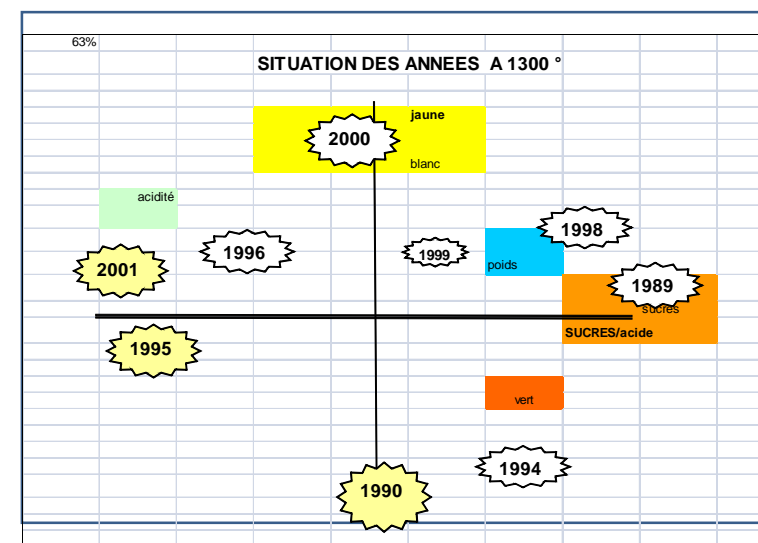 63%
SITUATION DES ANNEES A 1300 °
jaune
2000
blanc
acidité
1998
1996
1999
2001
poids
1989
sucres
SUCRES/acide
1995
vert
1994
1990